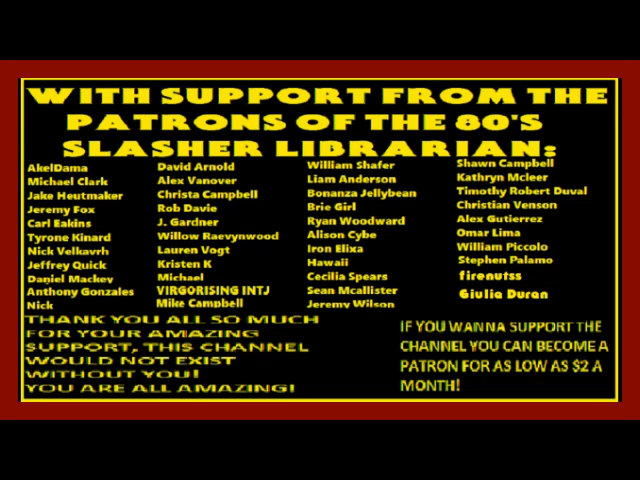 WITH SUPPORT FROM THE
PATRONS OF THE 80'S
SLASHER LIBRARIAN:
AkelDama
Michael Clark
Jake Heutmaker
Jeremy Fox
Carl Eakins
Tyrone Kinard
Nick Velkavrh
Jeffrey Quick
Daniel Mackey
Anthony Gonzales
Nick
David Arnold
Alex Vanover
Christa Campbell
Rob Davie
J. Gardner
Willow Raevynwood
Lauren Vogt
Kristen K
Michael
VIRGORISING INTJ
Mike Campbell
William Shafer
Liam Anderson
Bonanza Jellybean
Brie Girl
Ryan Woodward
Alison Cybe
Iron Elixa
Hawaii
Cecilia Spears
Sean Mcallister
Jeremy Wilson
Shawn Campbell
Kathryn Mcleer
Timothy Robert Duval
Christian Venson
Alex Gutierrez
Omar Lima
William Piccolo
Stephen Palamo
firenutss
Giulia Duran
THANK YOU ALL SO MUCH
FOR YOUR AMAZING
SUPPORT, THIS CHANNEL
WOULD NOT EXIST
WITHOUT YOU!
YOU ARE ALL AMAZING!
IF YOU WANNA SUPPORT THE
CHANNEL YOU CAN BECOME A
PATRON FOR AS LOW AS $2 A
MONTH!